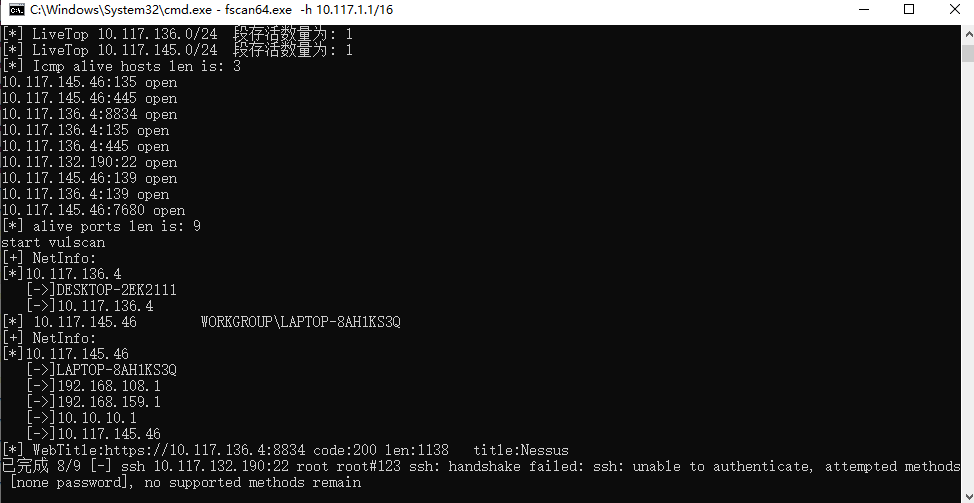 C:\Windows\System32\cmd.exe - fscan64.exe  -h 10.117.1.1/16
[*] LiveTop 10.117.136.0/24  段存活数量为: 1
[*] LiveTop 10.117.145.0/24  段存活数量为: 1
[*] Icmp alive hosts len is: 3
10.117.145.46:135 open
10.117.145.46:445 open
10.117.136.4:8834 open
10.117.136.4:135 open
10.117.136.4:445 open
10.117.132.190:22 open
10.117.145.46:139 open
10.117.136.4:139 open
10.117.145.46:7680 open
[*] alive ports len is: 9
start vulscan
[+] NetInfo:
[*]10.117.136.4
   [->]DESKTOP-2EK2111
   [->]10.117.136.4
[*] 10.117.145.46        WORKGROUP\LAPTOP-8AH1KS3Q
[+] NetInfo:
[*]10.117.145.46
   [->]LAPTOP-8AH1KS3Q
   [->]192.168.108.1
   [->]192.168.159.1
   [->]10.10.10.1
   [->]10.117.145.46
[*] WebTitle:https://10.117.136.4:8834 code:200 len:1138   title:Nessus
已完成 8/9 [-] ssh 10.117.132.190:22 root root#123 ssh: handshake failed: ssh: unable to authenticate, attempted methods
[none password], no supported methods remain